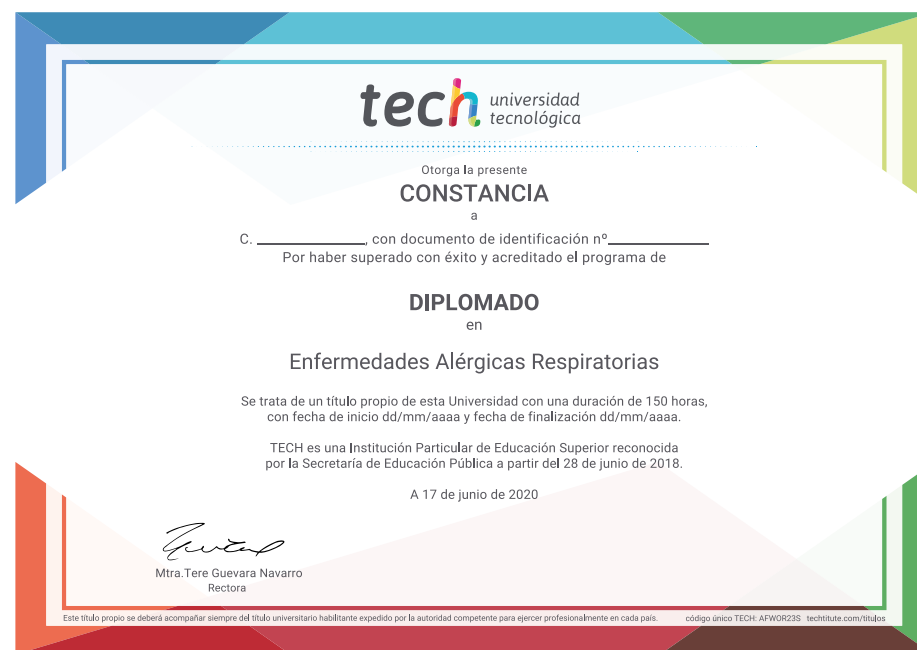 tech universidad
tecnológica
Otorga la presente
CONSTANCIA
a
C. ____________, con documento de identificación nº____________
Por haber superado con éxito y acreditado el programa de
DIPLOMADO
en
Enfermedades Alérgicas Respiratorias
Se trata de un título propio de esta Universidad con una duración de 150 horas,
con fecha de inicio dd/mm/aaaa y fecha de finalización dd/mm/aaaa.
TECH es una Institución Particular de Educación Superior reconocida
por la Secretaría de Educación Pública a partir del 28 de junio de 2018.
A 17 de junio de 2020
Mtra.Tere Guevara Navarro
Rectora
Este título propio se deberá acompañar siempre del título universitario habilitante expedido por la autoridad competente para ejercer profesionalmente en cada país. código único TECH: AFWOR23S techtitute.com/titulos